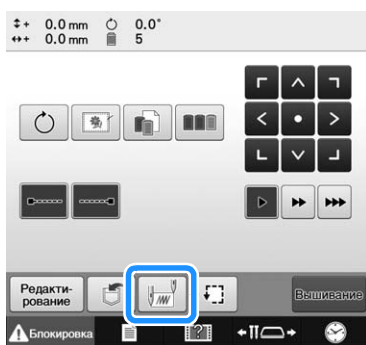 + 0.0 mm 0.0°
+ 0.0 mm 5
Редакти-
рование
Вышивание
Блокировка
?